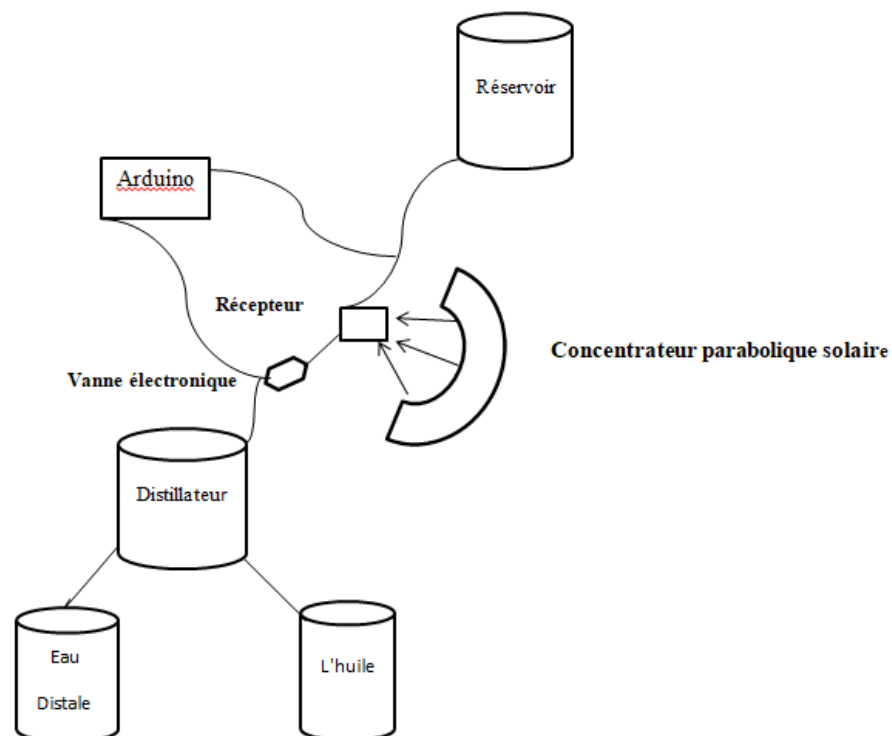 Réservoir
Arduino
Récepteur
Concentrateur parabolique solaire
Vanne électronique
Distillateur
Eau
Distale
L'huile